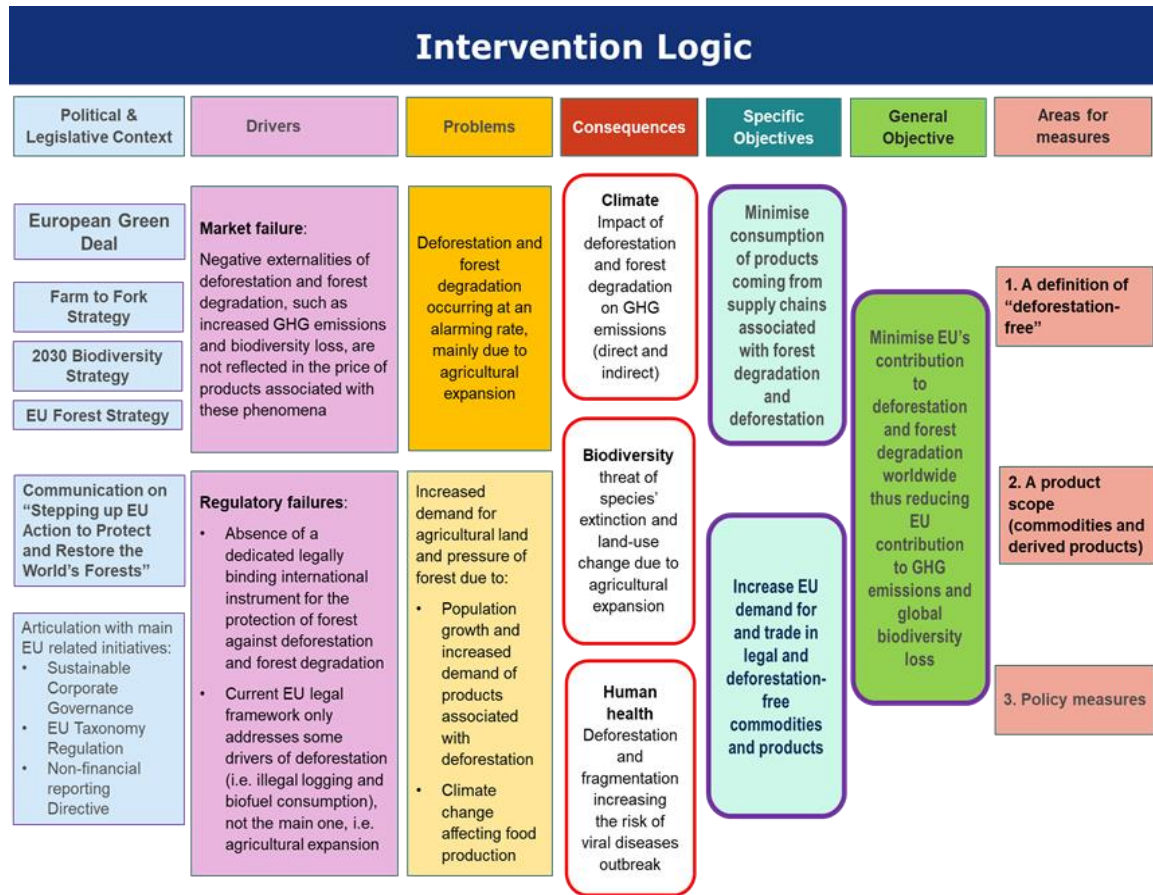 Intervention Logic
Political &
Legislative Context
Drivers
Problems
Consequences
Specific
Objectives
General
Objective
Areas for
measures
European Green
Deal
Farm to Fork
Strategy
2030 Biodiversity
Strategy
EU Forest Strategy
Communication on
“Stepping up EU
Action to Protect
and Restore the
World’s Forests”
Articulation with main
EU related initiatives:
• Sustainable
Corporate
Governance
• EU Taxonomy
Regulation
• Non-financial
reporting
Directive
Market failure:
Negative externalities of
deforestation and forest
degradation, such as
increased GHG emissions
and biodiversity loss, are
not reflected in the price of
products associated with
these phenomena
Regulatory failures:
• Absence of a
dedicated legally
binding international
instrument for the
protection of forest
against deforestation
and forest degradation
• Current EU legal
framework only
addresses some
drivers of deforestation
(i.e. illegal logging and
biofuel consumption),
not the main one, i.e.
agricultural expansion
Deforestation and
forest
degradation
occurring at an
alarming rate,
mainly due to
agricultural
expansion
Increased
demand for
agricultural land
and pressure of
forest due to:
• Population
growth and
increased
demand of
products
associated
with
deforestation
• Climate
change
affecting food
production
Climate
Impact of
deforestation
and forest
degradation
on GHG
emissions
(direct and
indirect)
Biodiversity
threat of
species’
extinction and
land-use
change due to
agricultural
expansion
Human
health
Deforestation
and
fragmentation
increasing
the risk of
viral diseases
outbreak
Minimise
consumption
of products
coming from
supply chains
associated
with forest
degradation
and
deforestation
Increase EU
demand for
and trade in
legal and
deforestation-
free
commodities
and products
Minimise EU’s
contribution
to
deforestation
and forest
degradation
worldwide
thus reducing
EU
contribution
to GHG
emissions and
global
biodiversity
loss
1. A definition of
“deforestation-
free”
2. A product
scope
(commodities and
derived products)
3. Policy measures